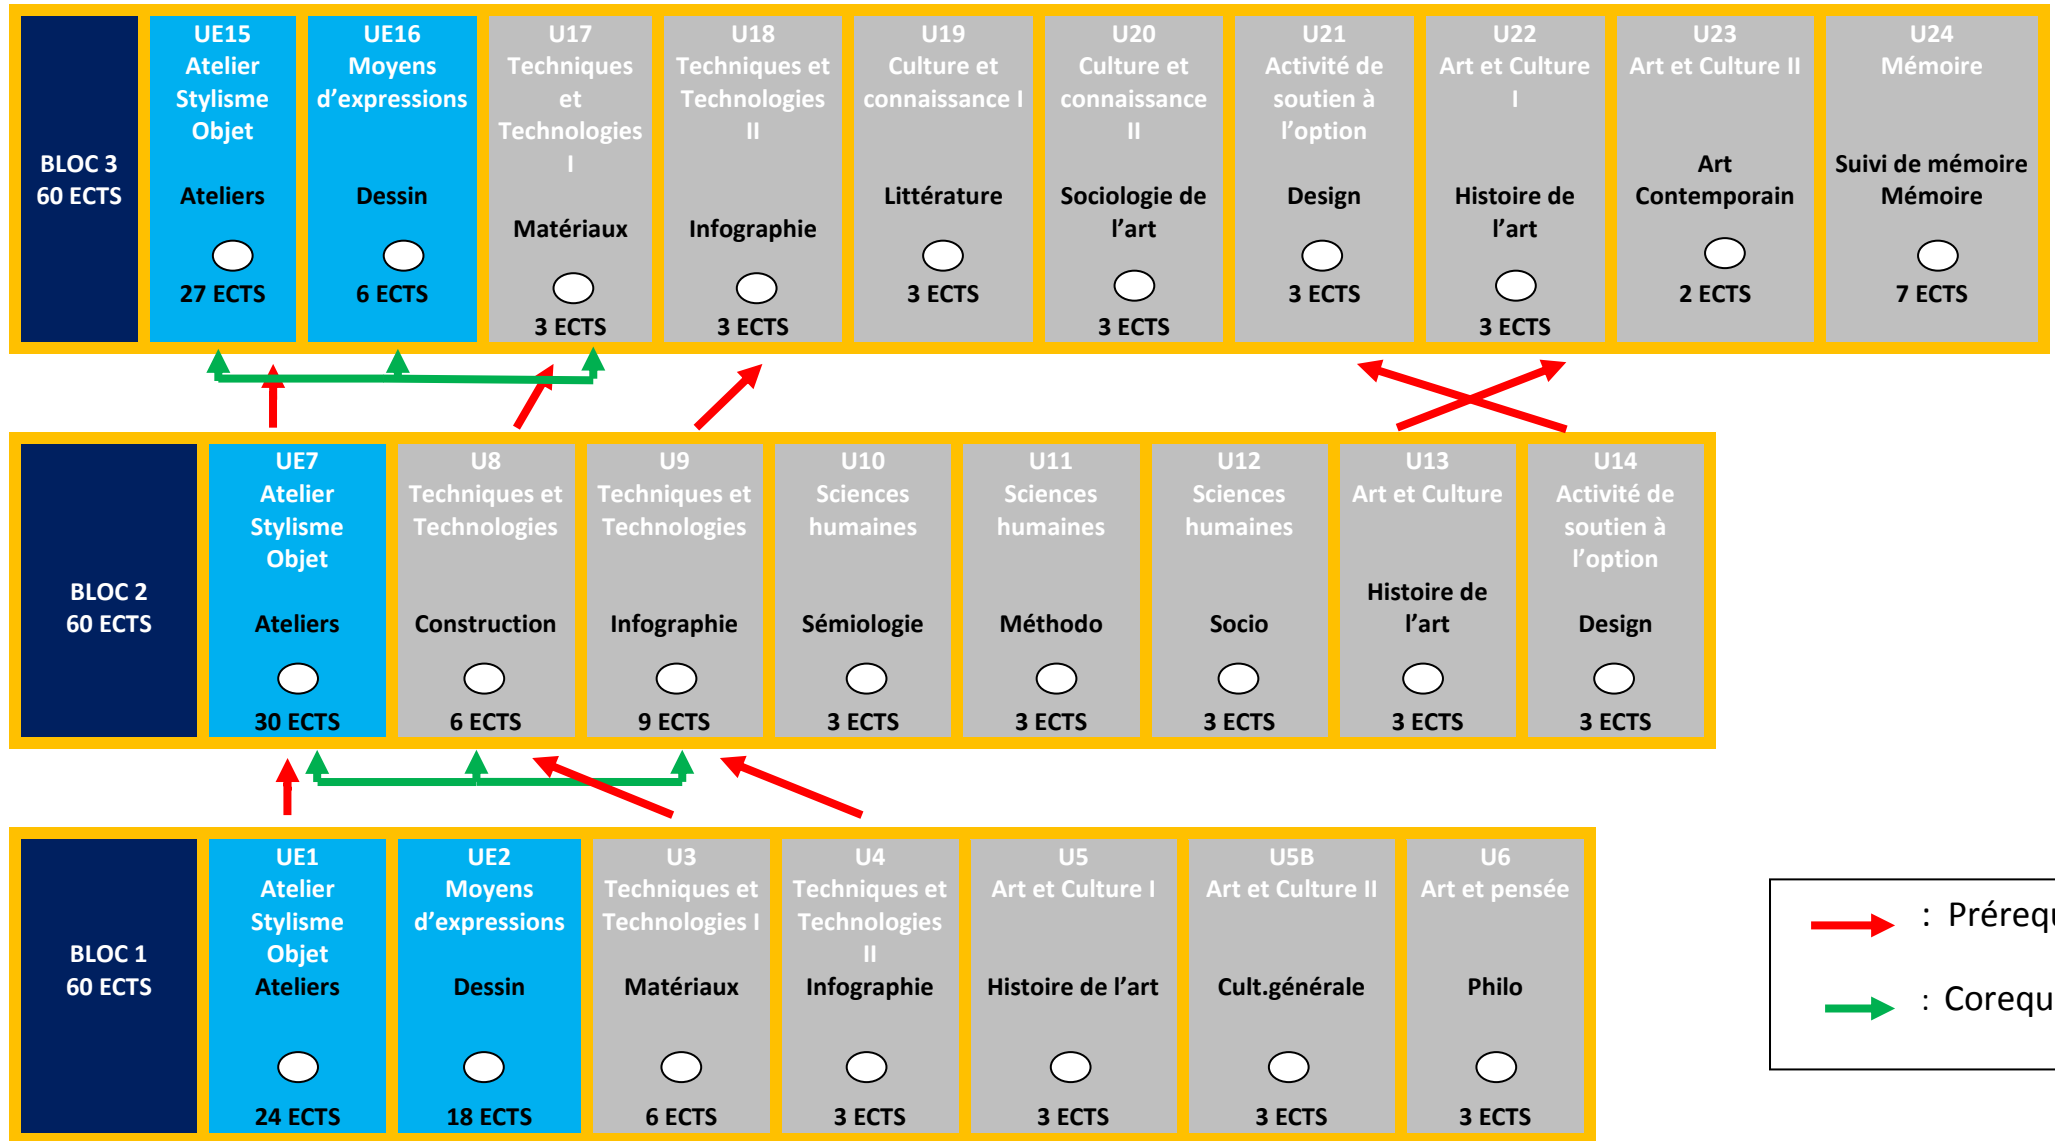 BLOC 3
60 ECTS
UE15
Atelier
Stylisme
Objet
Ateliers
27 ECTS
UE16
Moyens
d’expressions
Dessin
6 ECTS
U17
Techniques
et
Technologies
I
Matériaux
3 ECTS
U18
Techniques et
Technologies
II
Infographie
3 ECTS
U19
Culture et
connaissance I
Littérature
3 ECTS
U20
Culture et
connaissance
II
Sociologie de
l’art
3 ECTS
U21
Activité de
soutien à
l’option
Design
3 ECTS
U22
Art et Culture
I
Histoire de
l’art
3 ECTS
U23
Art et Culture II
Art
Contemporain
2 ECTS
U24
Mémoire
Suivi de mémoire
Mémoire
7 ECTS
BLOC 2
60 ECTS
UE7
Atelier
Stylisme
Objet
Ateliers
30 ECTS
U8
Techniques et
Technologies
Construction
6 ECTS
U9
Techniques et
Technologies
Infographie
9 ECTS
U10
Sciences
humaines
Sémiologie
3 ECTS
U11
Sciences
humaines
Méthodo
3 ECTS
U12
Sciences
humaines
Socio
3 ECTS
U13
Art et Culture
Histoire de
l’art
3 ECTS
U14
Activité de
soutien à
l’option
Design
3 ECTS
BLOC 1
60 ECTS
UE1
Atelier
Stylisme
Objet
Ateliers
24 ECTS
UE2
Moyens
d’expressions
Dessin
18 ECTS
U3
Techniques et
Technologies I
Matériaux
6 ECTS
U4
Techniques et
Technologies
II
Infographie
3 ECTS
U5
Art et Culture I
Histoire de l’art
3 ECTS
U5B
Art et Culture II
Cult.générale
3 ECTS
U6
Art et pensée
Philo
3 ECTS
: Prérequ
: Corequ